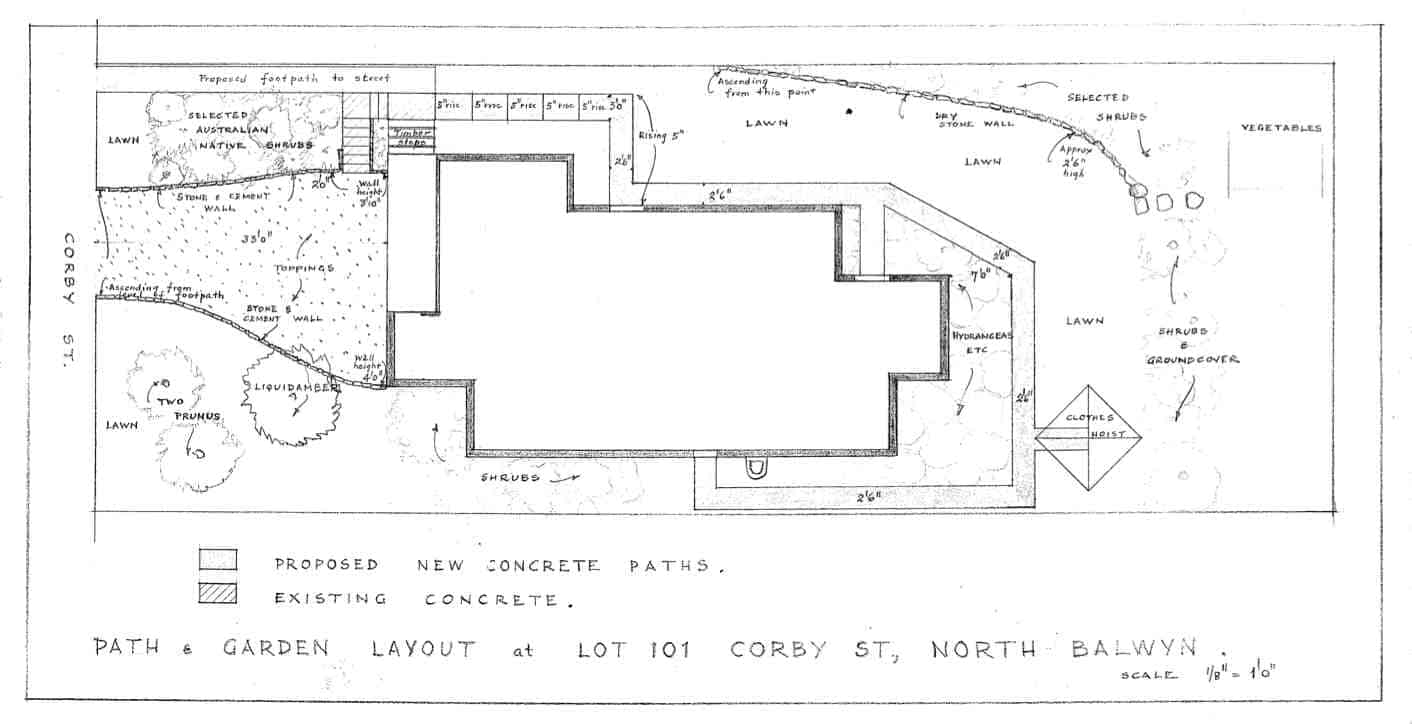 Proposed footpath to street
SELECTED
AUSTRALIAN
NATIVE SHRUBS
LAWN
5" rise
5" rise
5" rise
5" rise
5" rise
3'0"
Timber
steps
Rising 5"
2'6"
2'6"
Ascending
from this point
LAWN
DRY
STONE WALL
SELECTED
SHRUBS
LAWN
Approx
2'6"
high
VEGETABLES
2'0"
Wall
height
3'10"
STONE & CEMENT
WALL
33'0"
TOPPINGS
CORBY ST.
Ascending from
level of footpath
STONE &
CEMENT WALL
Wall
height
4'0"
LIQUIDAMBER
TWO
PRUNUS
LAWN
SHRUBS
2'6"
7'6"
HYDRANGEAS
ETC
2'6"
2'6"
LAWN
SHRUBS
&
GROUNDCOVER
CLOTHES
HOIST
PROPOSED NEW CONCRETE PATHS.
EXISTING CONCRETE.
PATH & GARDEN LAYOUT at LOT 101 CORBY ST., NORTH BALWYN.
SCALE 1/8" = 1'0"